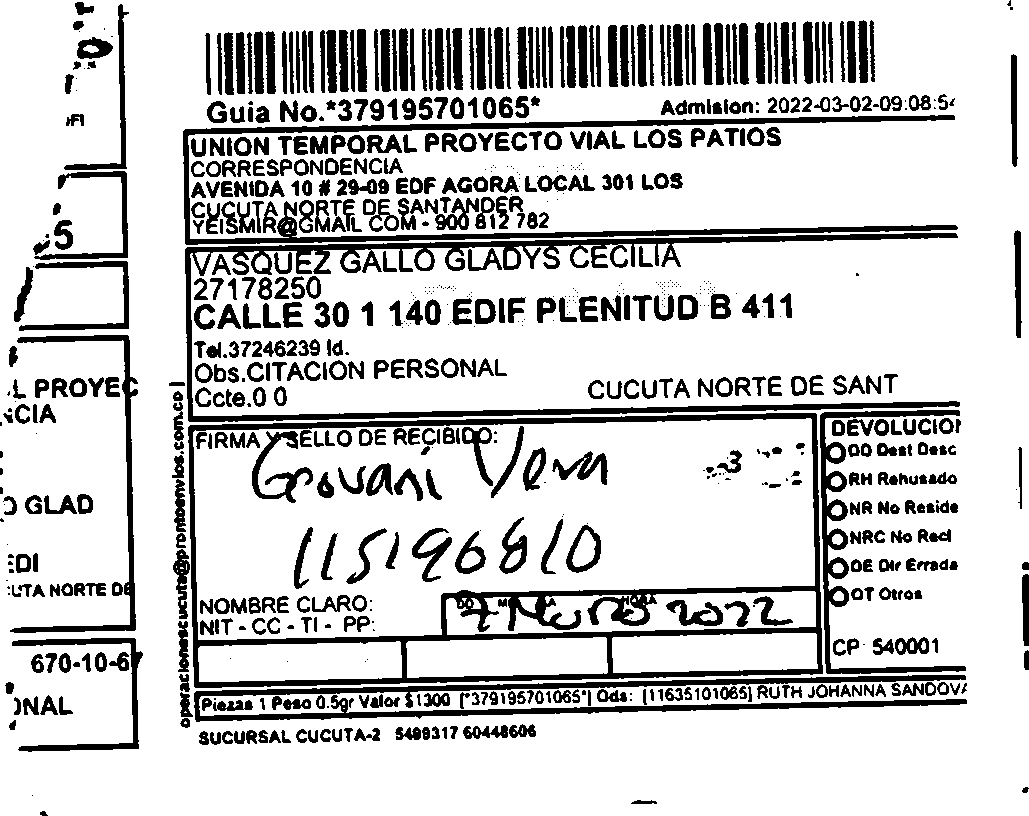 Guia No.*379195701065*
Admision: 2022-03-02-09:08:54
UNION TEMPORAL PROYECTO VIAL LOS PATIOS
CORRESPONDENCIA
AVENIDA 10 # 29-09 EDF AGORA LOCAL 301 LOS
CUCUTA NORTE DE SANTANDER
YEISMIR@GMAIL COM - 900 812 782
VASQUEZ GALLO GLADYS CECILIA
27178250
CALLE 30 1 140 EDIF PLENITUD B 411
Tel.37246239 Id.
Obs.CITACION PERSONAL
Ccte.0 0
CUCUTA NORTE DE SANT
operacionescucuta@prontoenvios.com.co
FIRMA Y SELLO DE RECIBIDO:
Geovani Vera
115196810
NOMBRE CLARO:
NIT - CC - TI - PP:
7 Marzo 2022
DEVOLUCION
DD Dest Desc
RH Rehusado
NR No Reside
NRC No Recl
DE Dir Errada
OT Otros
CP: 540001
Piezas 1 Peso 0.5gr Valor $1300 [*379195701065*] Ods: [11635101065] RUTH JOHANNA SANDOVA
SUCURSAL CUCUTA-2 5499317 60448606
5
L PROYEC
CIA
O GLAD
EDI
UTA NORTE DE
670-10-67
ONAL